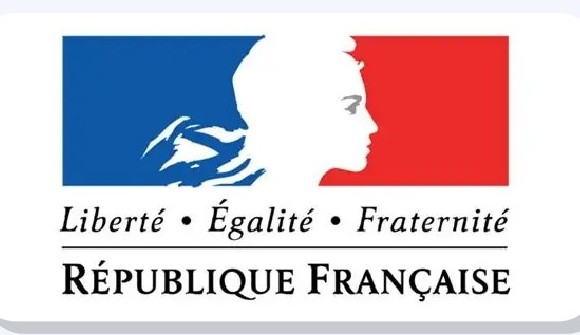 Liberté • Égalité • Fraternité
RÉPUBLIQUE FRANÇAISE